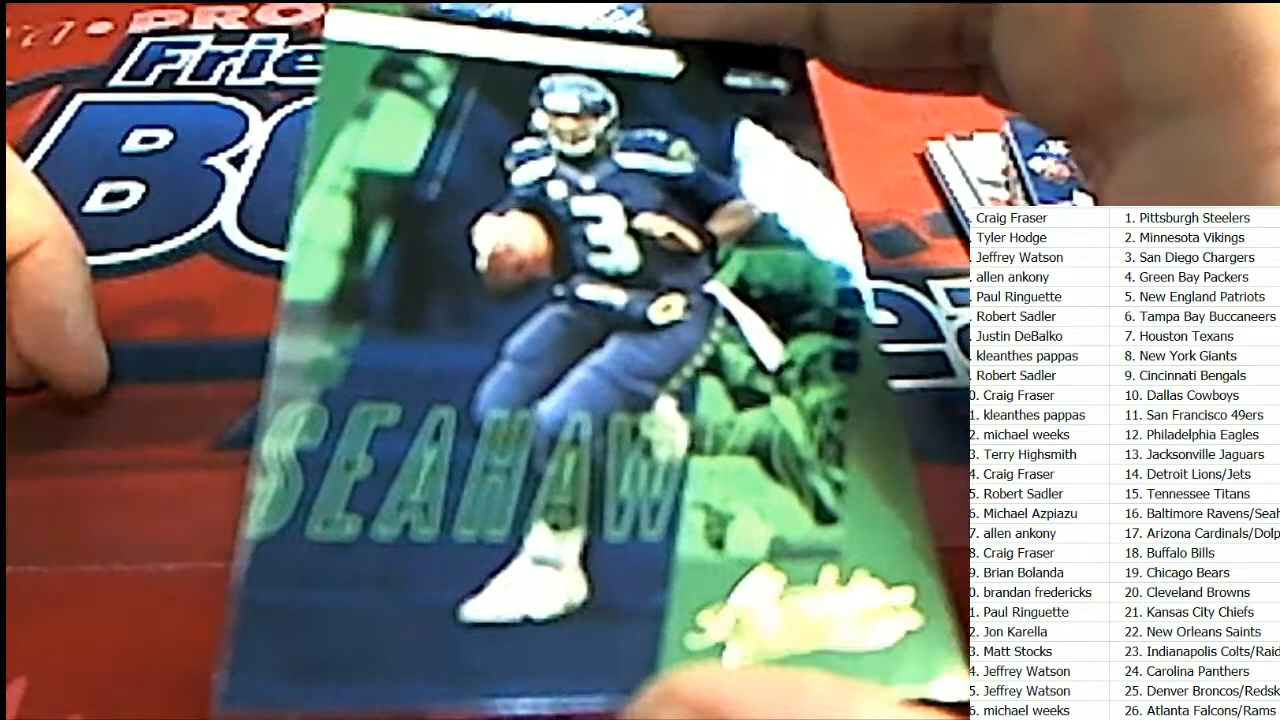 PRO
Frie
BO
3
SEAHAW
. Craig Fraser 1. Pittsburgh Steelers
. Tyler Hodge 2. Minnesota Vikings
. Jeffrey Watson 3. San Diego Chargers
. allen ankony 4. Green Bay Packers
. Paul Ringuette 5. New England Patriots
. Robert Sadler 6. Tampa Bay Buccaneers
. Justin DeBalko 7. Houston Texans
. kleanthes pappas 8. New York Giants
. Robert Sadler 9. Cincinnati Bengals
0. Craig Fraser 10. Dallas Cowboys
1. kleanthes pappas 11. San Francisco 49ers
2. michael weeks 12. Philadelphia Eagles
3. Terry Highsmith 13. Jacksonville Jaguars
4. Craig Fraser 14. Detroit Lions/Jets
5. Robert Sadler 15. Tennessee Titans
6. Michael Azpiazu 16. Baltimore Ravens/Seah
7. allen ankony 17. Arizona Cardinals/Dolp
8. Craig Fraser 18. Buffalo Bills
9. Brian Bolanda 19. Chicago Bears
0. brandan fredericks 20. Cleveland Browns
1. Paul Ringuette 21. Kansas City Chiefs
2. Jon Karella 22. New Orleans Saints
3. Matt Stocks 23. Indianapolis Colts/Raid
4. Jeffrey Watson 24. Carolina Panthers
5. Jeffrey Watson 25. Denver Broncos/Redsk
6. michael weeks 26. Atlanta Falcons/Rams